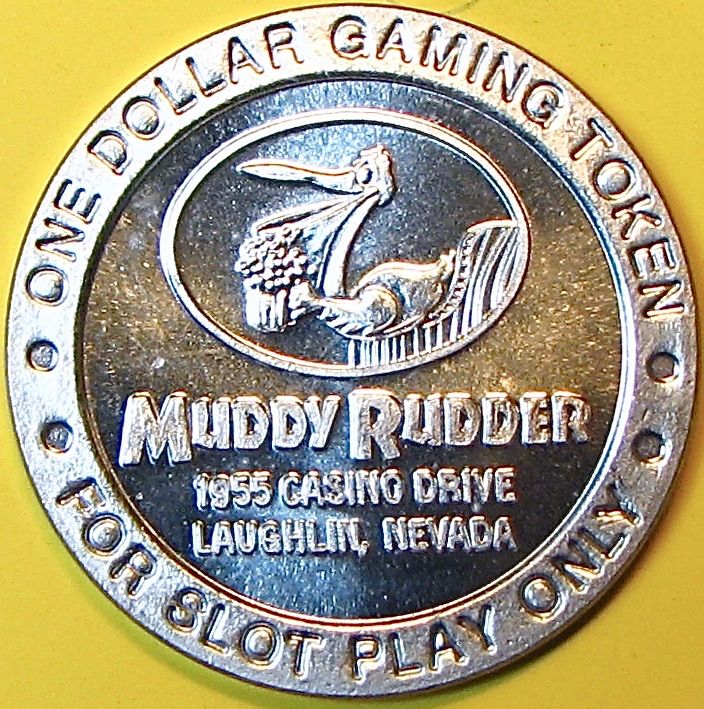 ONE DOLLAR GAMING TOKEN
MUDDY RUDDER
1955 CASINO DRIVE
LAUGHLIN, NEVADA
FOR SLOT PLAY ONLY